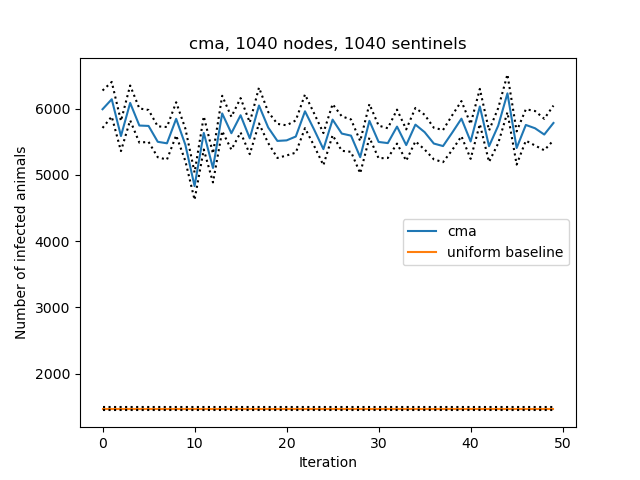 cma, 1040 nodes, 1040 sentinels
Number of infected animals
6000
5000
4000
3000
2000
cma
uniform baseline
0 10 20 30 40 50
Iteration